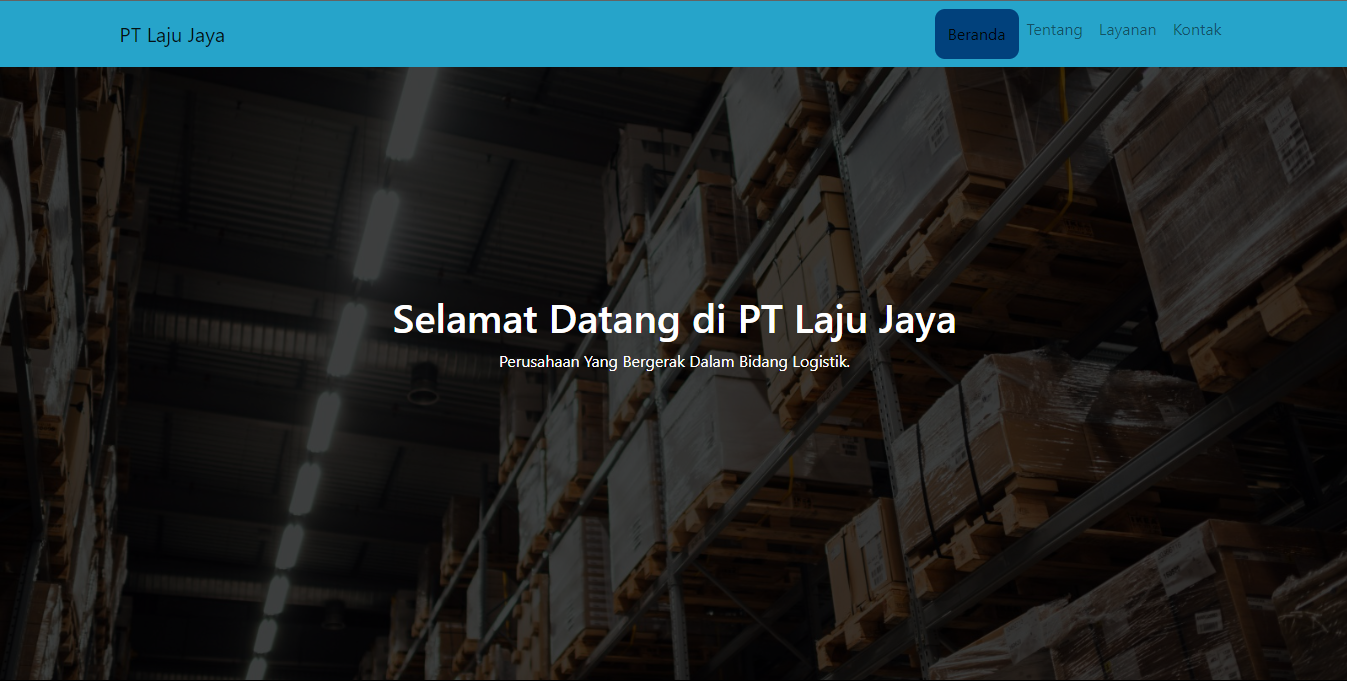 PT Laju Jaya
Beranda Tentang Layanan Kontak
Selamat Datang di PT Laju Jaya
Perusahaan Yang Bergerak Dalam Bidang Logistik.